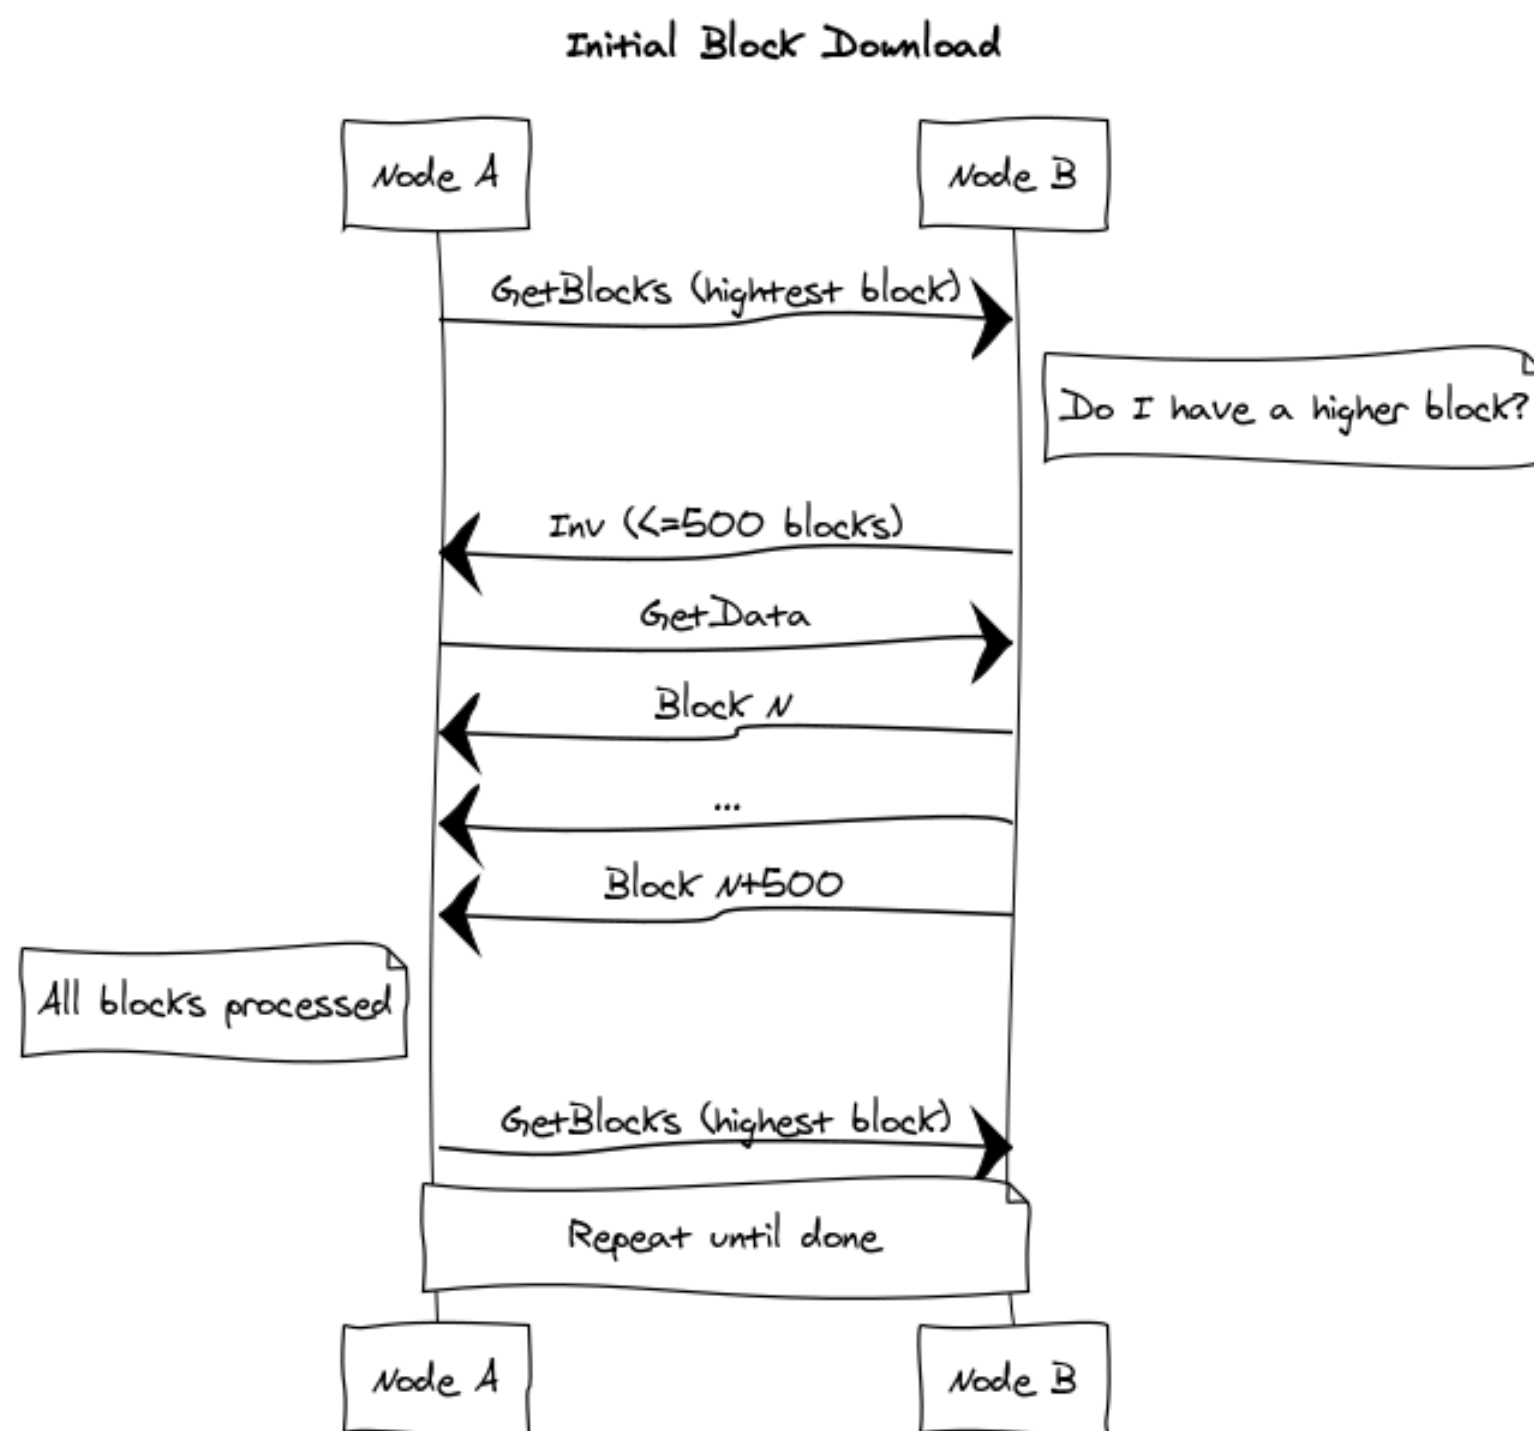 Initial Block Download
Node A
Node B
GetBlocks (hightest block)
Do I have a higher block?
Inv (<=500 blocks)
GetData
Block N
...
Block N+500
All blocks processed
GetBlocks (highest block)
Repeat until done
Node A
Node B